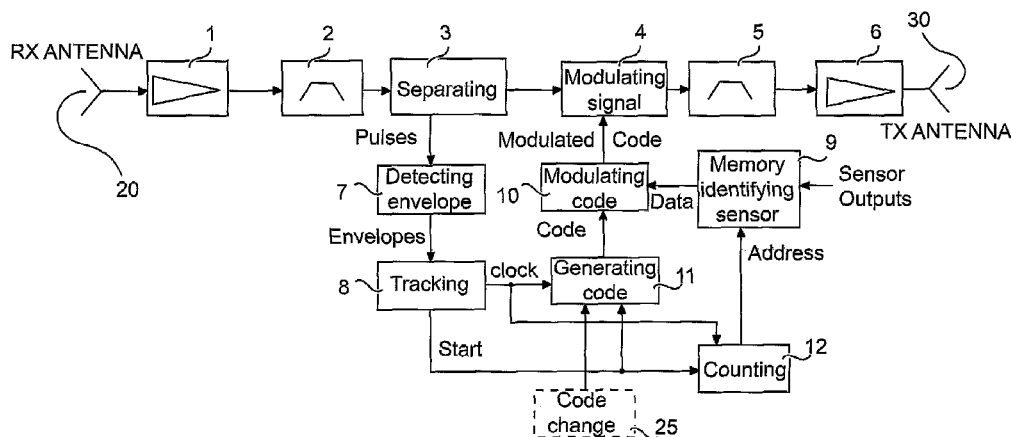 RX ANTENNA
1
2
3
4
5
6
30
Separating
Modulating
signal
TX ANTENNA
20
Pulses
Modulated Code
7
Detecting
envelope
10
Modulating
code
Data
Memory
identifying
sensor
9
Sensor
Outputs
Envelopes
Code
Address
8
Tracking
clock
Generating
code
11
Start
Counting
12
Code
change
25